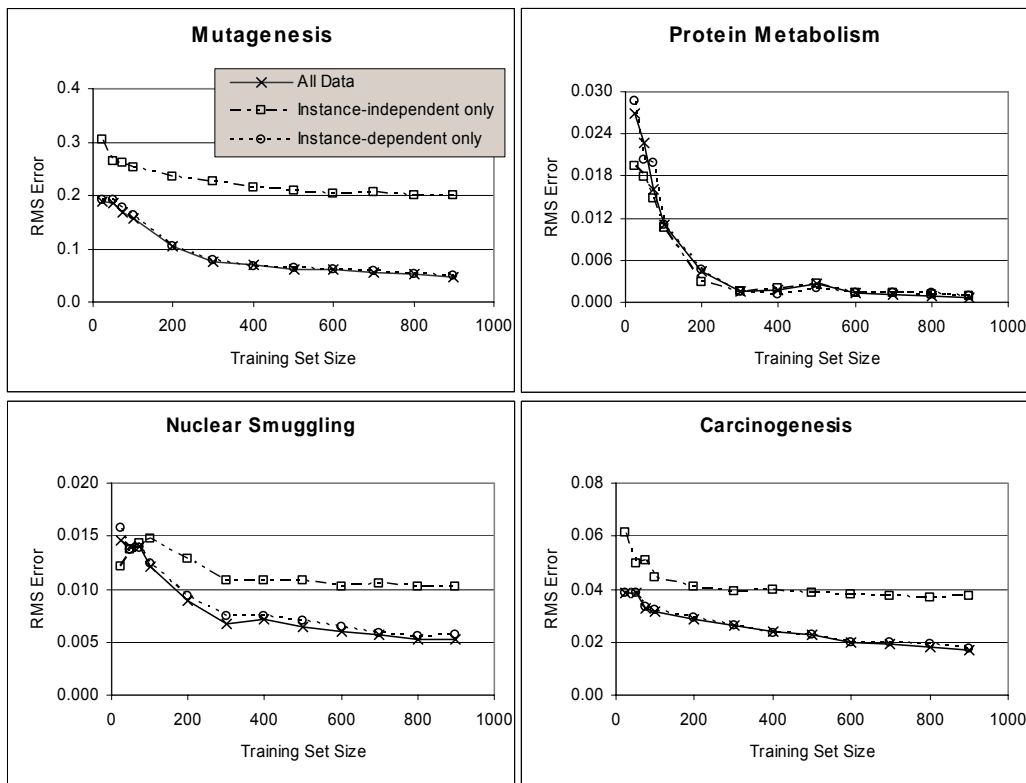 Mutagenesis
All Data
Instance-independent only
Instance-dependent only
RMS Error
0.4
0.3
0.2
0.1
0.0
0 200 400 600 800 1000
Training Set Size
Protein Metabolism
RMS Error
0.030
0.024
0.018
0.012
0.006
0.000
0 200 400 600 800 1000
Training Set Size
Nuclear Smuggling
RMS Error
0.020
0.015
0.010
0.005
0.000
0 200 400 600 800 1000
Training Set Size
Carcinogenesis
RMS Error
0.08
0.06
0.04
0.02
0.00
0 200 400 600 800 1000
Training Set Size